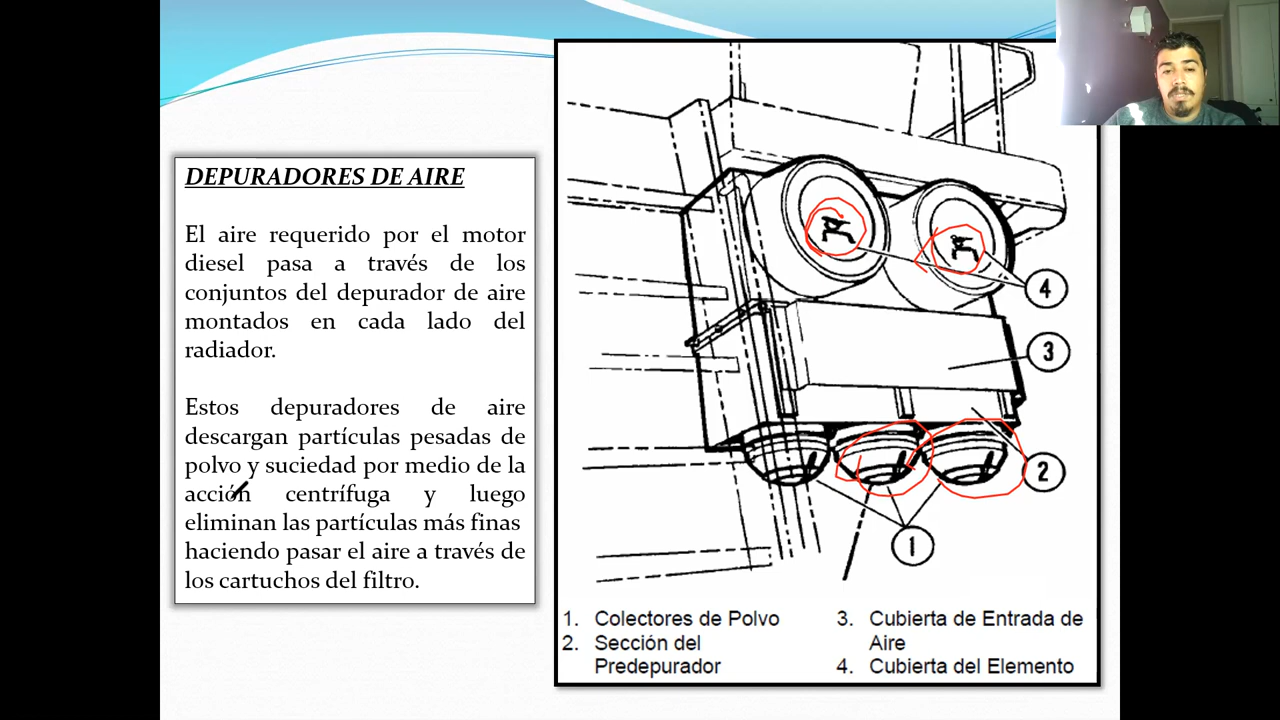 DEPURADORES DE AIRE
El aire requerido por el motor
diesel pasa a través de los
conjuntos del depurador de aire
montados en cada lado del
radiador.
Estos depuradores de aire
descargan partículas pesadas de
polvo y suciedad por medio de la
acción centrífuga y luego
eliminan las partículas más finas
haciendo pasar el aire a través de
los cartuchos del filtro.
4
3
2
1
1. Colectores de Polvo
2. Sección del
Predepurador
3. Cubierta de Entrada de
Aire
4. Cubierta del Elemento